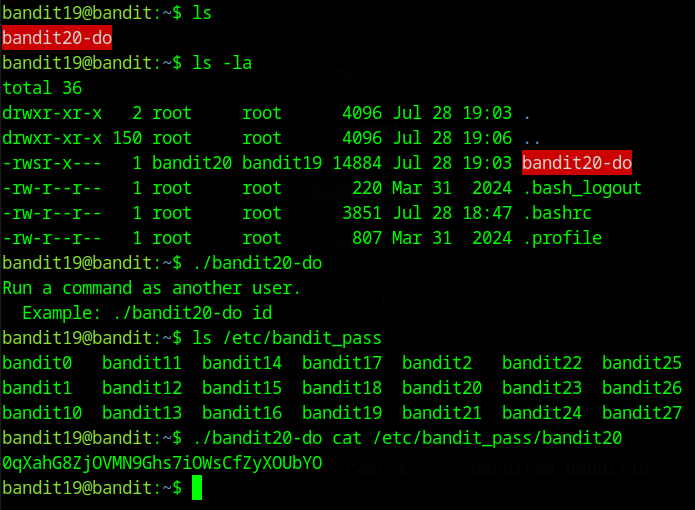 bandit19@bandit:~$ ls
bandit20-do
bandit19@bandit:~$ ls -la
total 36
drwxr-xr-x   2 root     root      4096 Jul 28 19:03 .
drwxr-xr-x 150 root     root      4096 Jul 28 19:06 ..
-rwsr-x---   1 bandit20 bandit19 14884 Jul 28 19:03 bandit20-do
-rw-r--r--   1 root     root       220 Mar 31  2024 .bash_logout
-rw-r--r--   1 root     root      3851 Jul 28 18:47 .bashrc
-rw-r--r--   1 root     root       807 Mar 31  2024 .profile
bandit19@bandit:~$ ./bandit20-do
Run a command as another user.
  Example: ./bandit20-do id
bandit19@bandit:~$ ls /etc/bandit_pass
bandit0   bandit11  bandit14  bandit17  bandit2   bandit22  bandit25
bandit1   bandit12  bandit15  bandit18  bandit20  bandit23  bandit26
bandit10  bandit13  bandit16  bandit19  bandit21  bandit24  bandit27
bandit19@bandit:~$ ./bandit20-do cat /etc/bandit_pass/bandit20
0qXahG8ZjOVMN9Ghs7iOWsCfZyXOUbYO
bandit19@bandit:~$